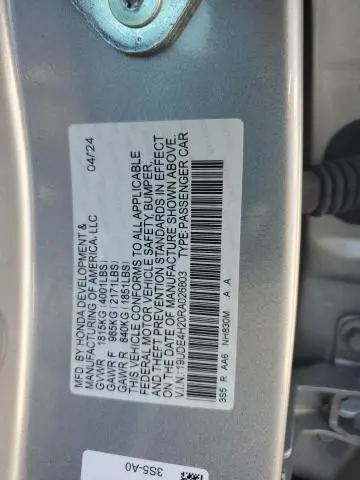 MFD. BY HONDA DEVELOPMENT & 04/24
MANUFACTURING OF AMERICA, LLC
GVWR 1815KG (4001LBS)
GAWR F 985KG (2171LBS)
GAWR R 840KG (1851LBS)
THIS VEHICLE CONFORMS TO ALL APPLICABLE
FEDERAL MOTOR VEHICLE SAFETY, BUMPER,
AND THEFT PREVENTION STANDARDS IN EFFECT
ON THE DATE OF MANUFACTURE SHOWN ABOVE.
V.I.N.: 19UDE4H20RA026803 TYPE: PASSENGER CAR
3S5 R AA6 NH830M A A
3S5-A0